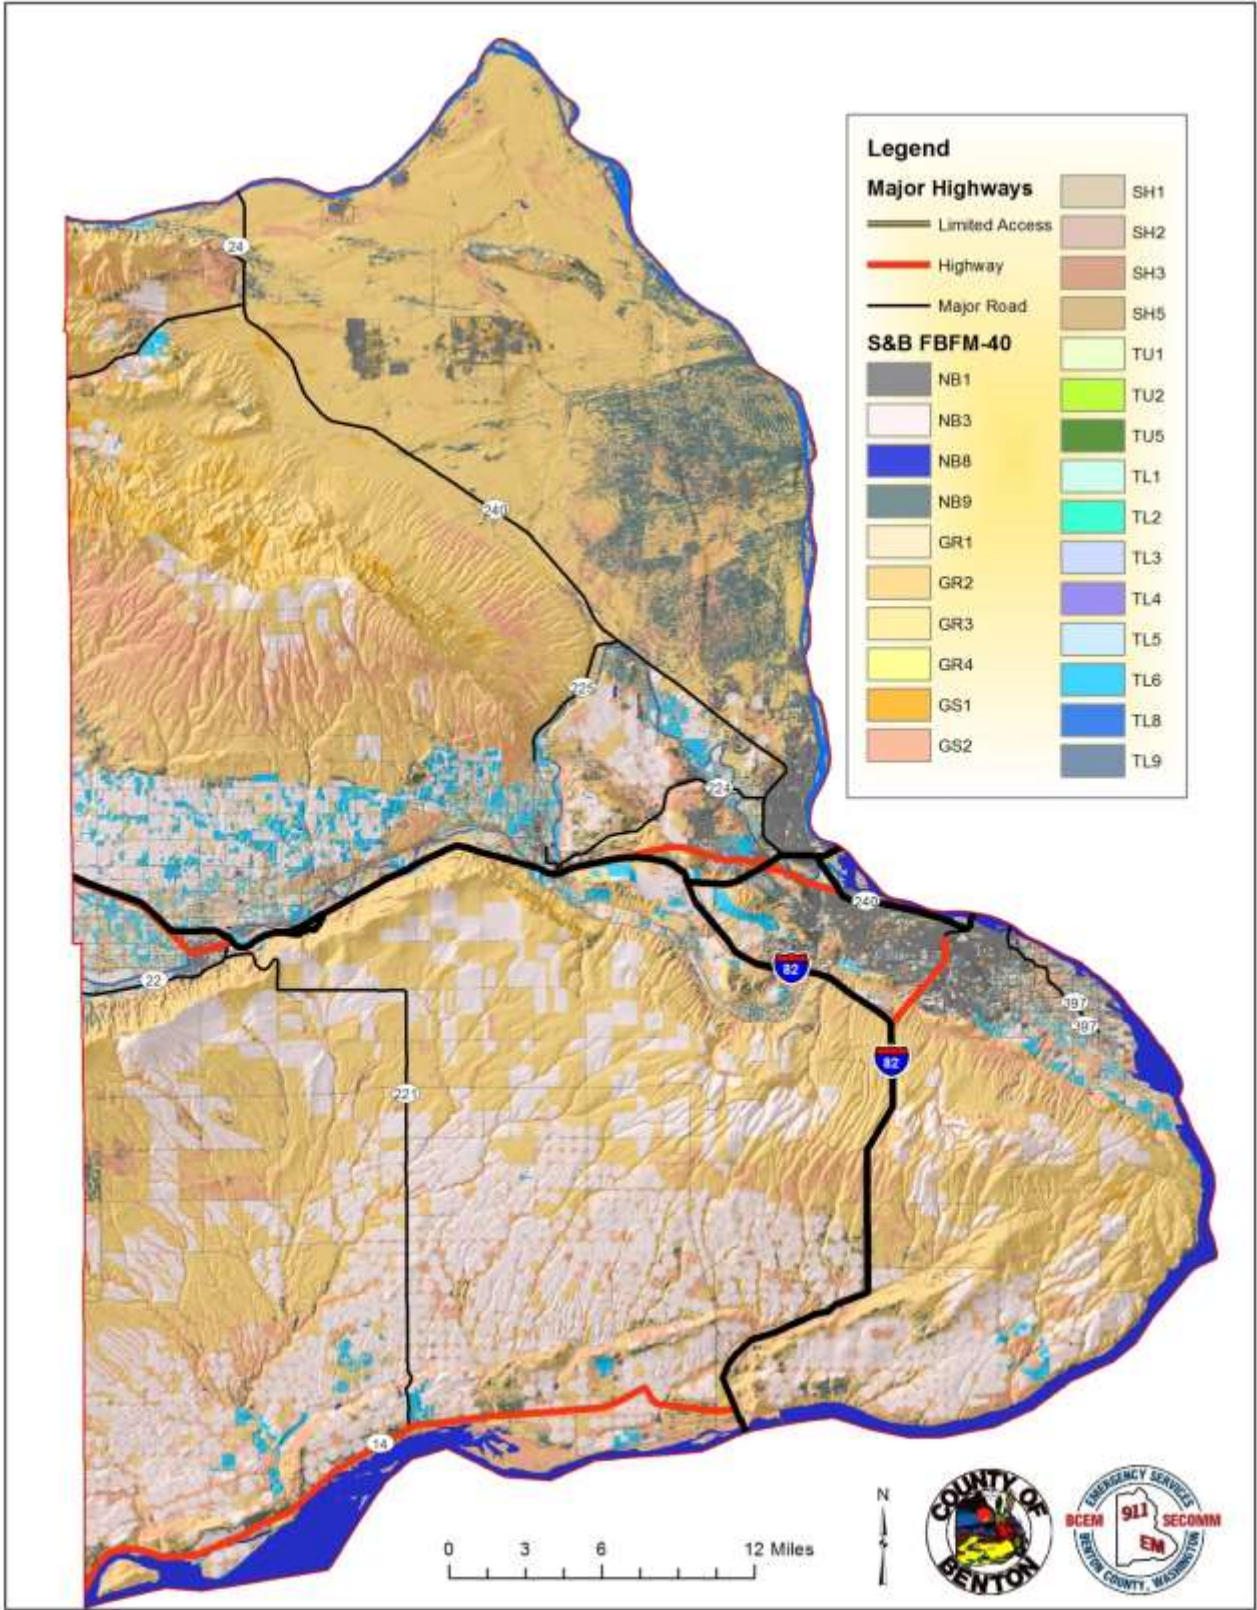 Legend
Major Highways
Limited Access
Highway
Major Road
S&B FBFM-40
NB1
NB3
NB8
NB9
GR1
GR2
GR3
GR4
GS1
GS2
SH1
SH2
SH3
SH5
TU1
TU2
TU5
TL1
TL2
TL3
TL4
TL5
TL6
TL8
TL9
24
240
225
224
240
82
22
397
397
82
221
14
N
0 3 6 12 Miles
COUNTY OF
BENTON
EMERGENCY SERVICES
BCEM 911 SECOMM
EM
BENTON COUNTY, WASHINGTON